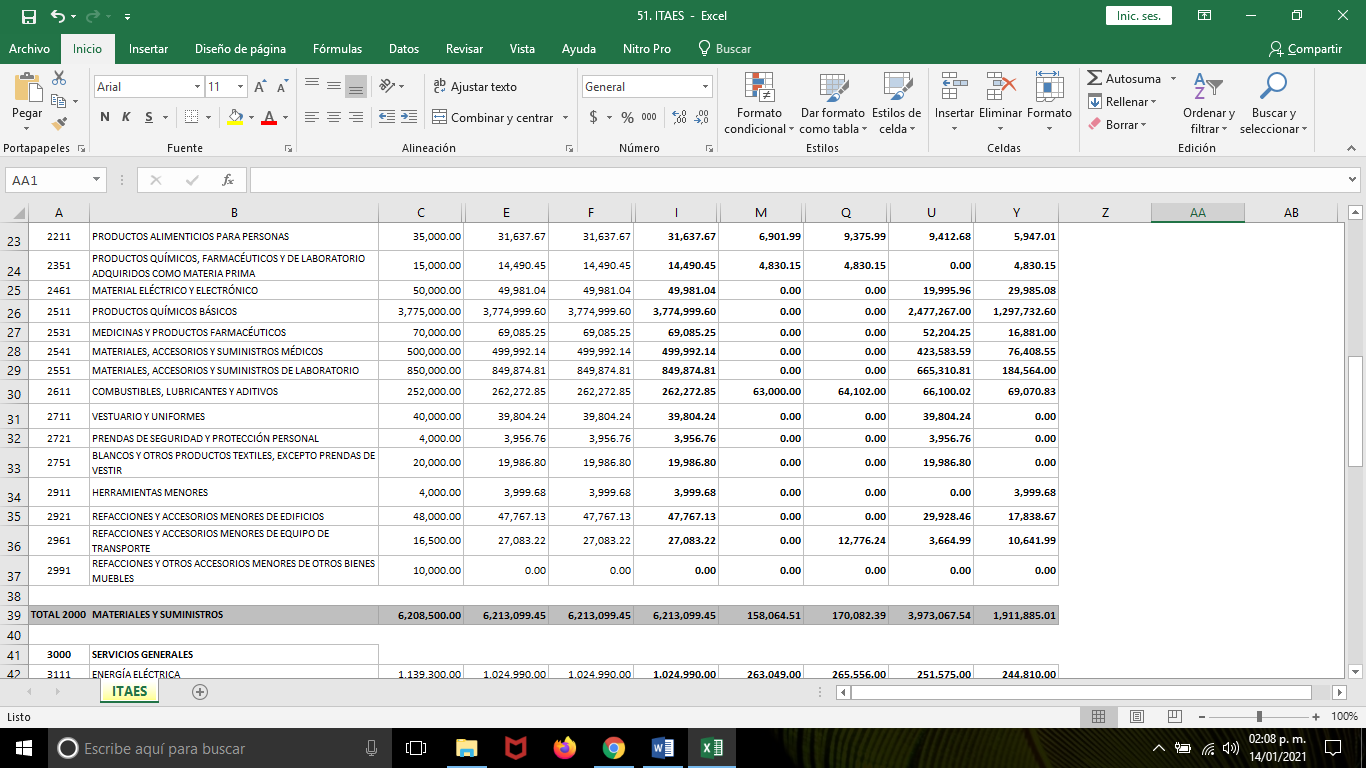 51. ITAES - Excel
Inic. ses.
Archivo Inicio Insertar Diseño de página Fórmulas Datos Revisar Vista Ayuda Nitro Pro Buscar Compartir
Pegar
Arial 11
N K S
Ajustar texto
Combinar y centrar
General
$ % 000
Formato condicional
Dar formato como tabla
Estilos de celda
Insertar Eliminar Formato
Autosuma
Rellenar
Borrar
Ordenar y filtrar
Buscar y seleccionar
Portapapeles Fuente Alineación Número Estilos Celdas Edición
AA1 fx
A B C E F I M Q U Y Z AA AB
23 2211 PRODUCTOS ALIMENTICIOS PARA PERSONAS 35,000.00 31,637.67 31,637.67 31,637.67 6,901.99 9,375.99 9,412.68 5,947.01
24 2351 PRODUCTOS QUÍMICOS, FARMACÉUTICOS Y DE LABORATORIO
ADQUIRIDOS COMO MATERIA PRIMA 15,000.00 14,490.45 14,490.45 14,490.45 4,830.15 4,830.15 0.00 4,830.15
25 2461 MATERIAL ELÉCTRICO Y ELECTRÓNICO 50,000.00 49,981.04 49,981.04 49,981.04 0.00 0.00 19,995.96 29,985.08
26 2511 PRODUCTOS QUÍMICOS BÁSICOS 3,775,000.00 3,774,999.60 3,774,999.60 3,774,999.60 0.00 0.00 2,477,267.00 1,297,732.60
27 2531 MEDICINAS Y PRODUCTOS FARMACÉUTICOS 70,000.00 69,085.25 69,085.25 69,085.25 0.00 0.00 52,204.25 16,881.00
28 2541 MATERIALES, ACCESORIOS Y SUMINISTROS MÉDICOS 500,000.00 499,992.14 499,992.14 499,992.14 0.00 0.00 423,583.59 76,408.55
29 2551 MATERIALES, ACCESORIOS Y SUMINISTROS DE LABORATORIO 850,000.00 849,874.81 849,874.81 849,874.81 0.00 0.00 665,310.81 184,564.00
30 2611 COMBUSTIBLES, LUBRICANTES Y ADITIVOS 252,000.00 262,272.85 262,272.85 262,272.85 63,000.00 64,102.00 66,100.02 69,070.83
31 2711 VESTUARIO Y UNIFORMES 40,000.00 39,804.24 39,804.24 39,804.24 0.00 0.00 39,804.24 0.00
32 2721 PRENDAS DE SEGURIDAD Y PROTECCIÓN PERSONAL 4,000.00 3,956.76 3,956.76 3,956.76 0.00 0.00 3,956.76 0.00
33 2751 BLANCOS Y OTROS PRODUCTOS TEXTILES, EXCEPTO PRENDAS DE
VESTIR 20,000.00 19,986.80 19,986.80 19,986.80 0.00 0.00 19,986.80 0.00
34 2911 HERRAMIENTAS MENORES 4,000.00 3,999.68 3,999.68 3,999.68 0.00 0.00 0.00 3,999.68
35 2921 REFACCIONES Y ACCESORIOS MENORES DE EDIFICIOS 48,000.00 47,767.13 47,767.13 47,767.13 0.00 0.00 29,928.46 17,838.67
36 2961 REFACCIONES Y ACCESORIOS MENORES DE EQUIPO DE
TRANSPORTE 16,500.00 27,083.22 27,083.22 27,083.22 0.00 12,776.24 3,664.99 10,641.99
37 2991 REFACCIONES Y OTROS ACCESORIOS MENORES DE OTROS BIENES
MUEBLES 10,000.00 0.00 0.00 0.00 0.00 0.00 0.00 0.00
38
39 TOTAL 2000 MATERIALES Y SUMINISTROS 6,208,500.00 6,213,099.45 6,213,099.45 6,213,099.45 158,064.51 170,082.39 3,973,067.54 1,911,885.01
40
41 3000 SERVICIOS GENERALES
42 3111 ENERGÍA ELÉCTRICA 1,139,300.00 1,024,990.00 1,024,990.00 1,024,990.00 263,049.00 265,556.00 251,575.00 244,810.00
ITAES
Listo 100%
Escribe aquí para buscar
02:08 p. m.
14/01/2021